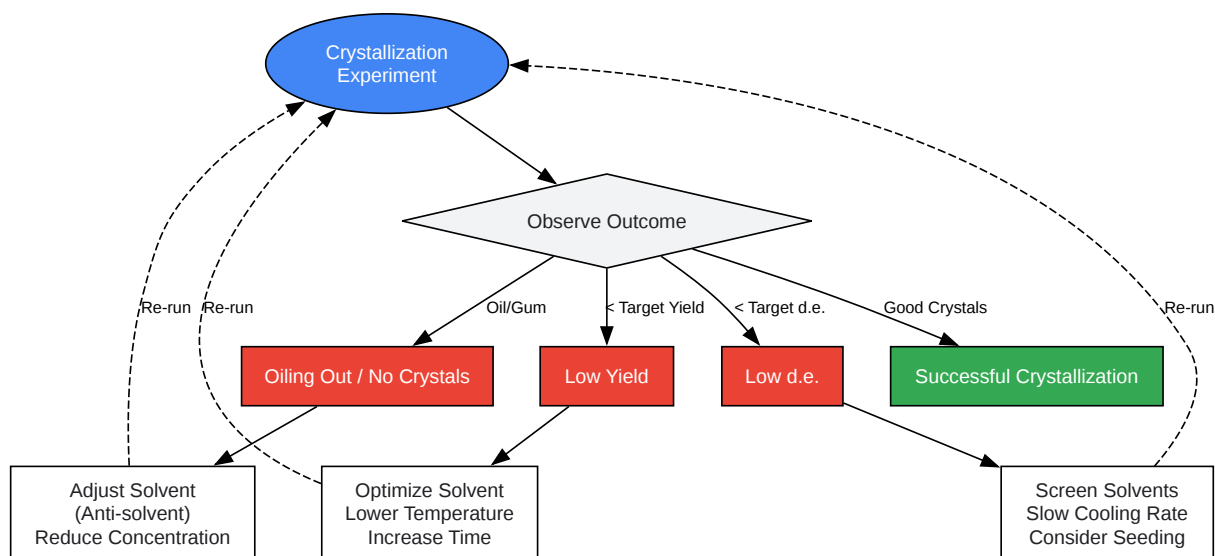 Crystallization
Experiment
Observe Outcome
Re-run
Re-run
Oil/Gum
< Target Yield
< Target d.e.
Good Crystals
Re-run
Oiling Out / No Crystals
Low Yield
Low d.e.
Successful Crystallization
Adjust Solvent
(Anti-solvent)
Reduce Concentration
Optimize Solvent
Lower Temperature
Increase Time
Screen Solvents
Slow Cooling Rate
Consider Seeding